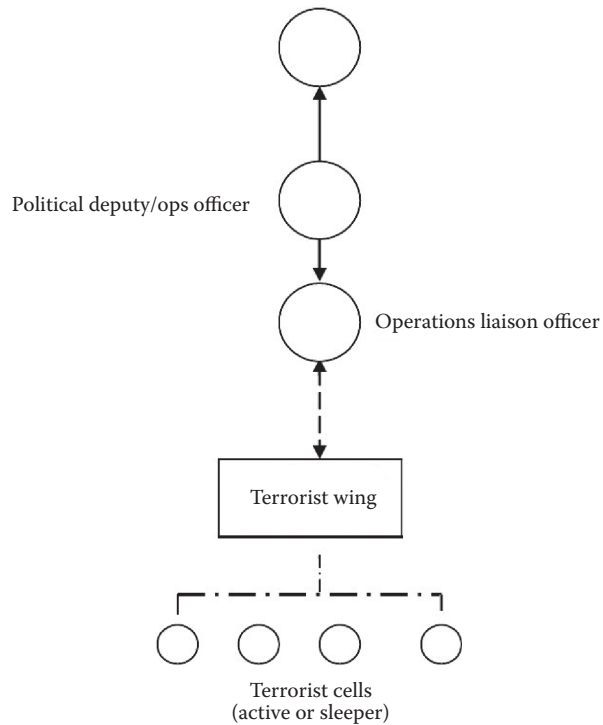 Political deputy/ops officer
Operations liaison officer
Terrorist wing
Terrorist cells
(active or sleeper)